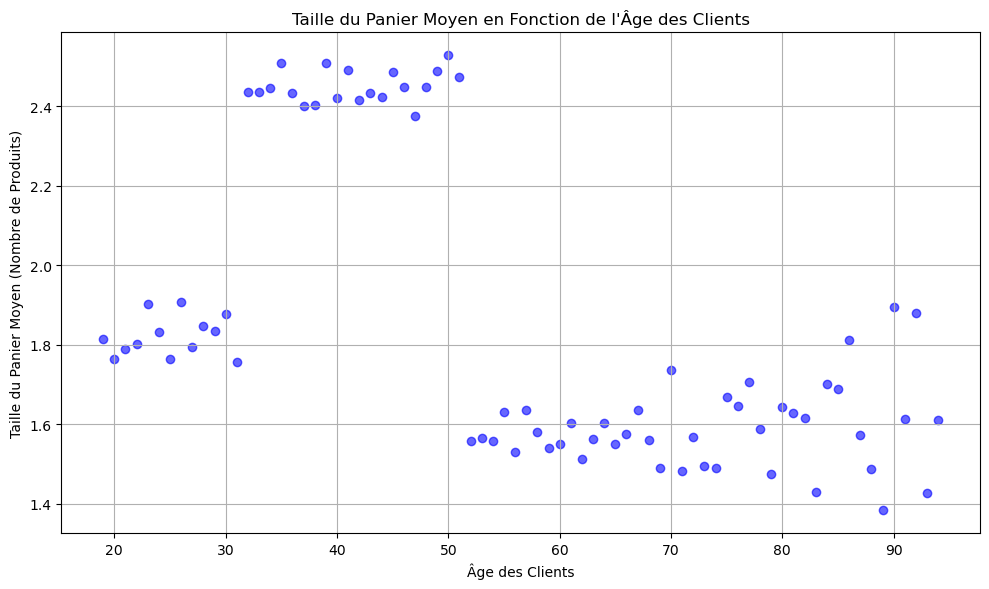 Taille du Panier Moyen en Fonction de l'Âge des Clients
Taille du Panier Moyen (Nombre de Produits)
2.4
2.2
2.0
1.8
1.6
1.4
20 30 40 50 60 70 80 90
Âge des Clients